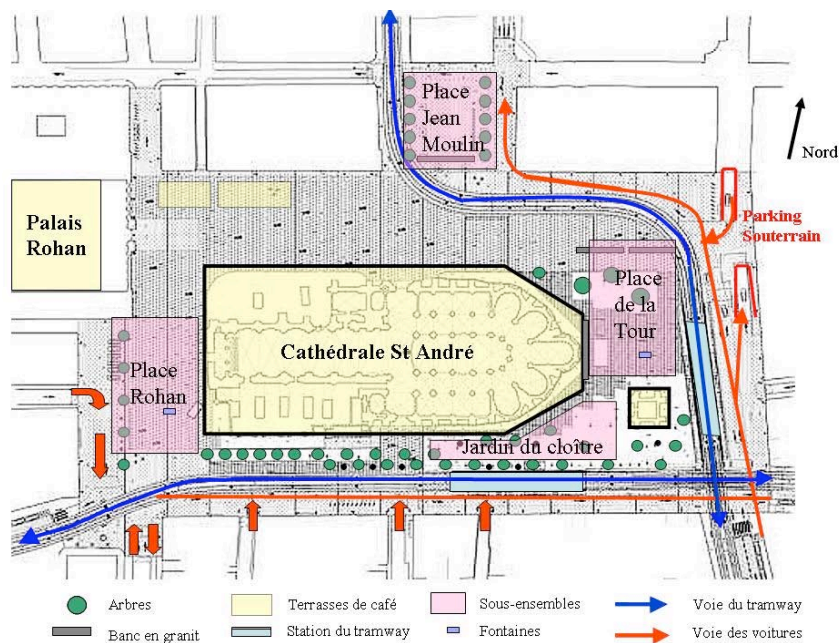 Place
Jean
Moulin
Nord
Palais
Rohan
Parking
Souterrain
Place
de la
Tour
Cathédrale St André
Place
Rohan
Jardin du cloître
Arbres
Terrasses de café
Sous-ensembles
Voie du tramway
Banc en granit
Station du tramway
Fontaines
Voie des voitures